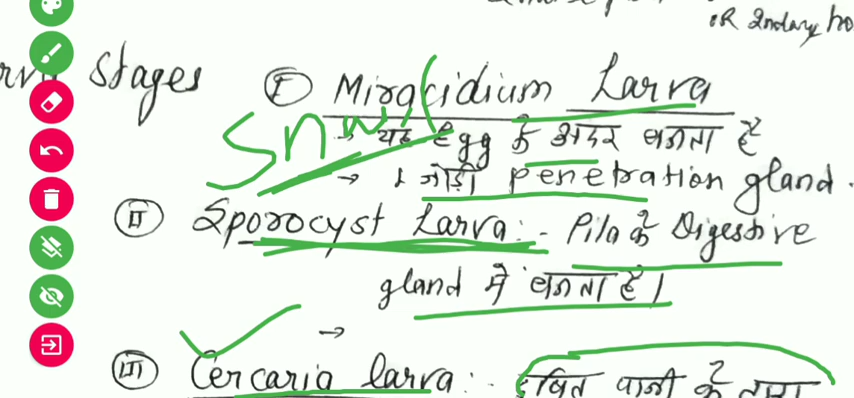 OR 2ndary ho
Stages (I) Miracidium Larva
Snail
→ यह Egg के अंदर बनता है
→ 1 जोड़ी penetration gland.
(II) Sporocyst Larva:- Pila के Digestive
gland में बनता है।
→
(III) Cercaria larva:- दूषित पानी के